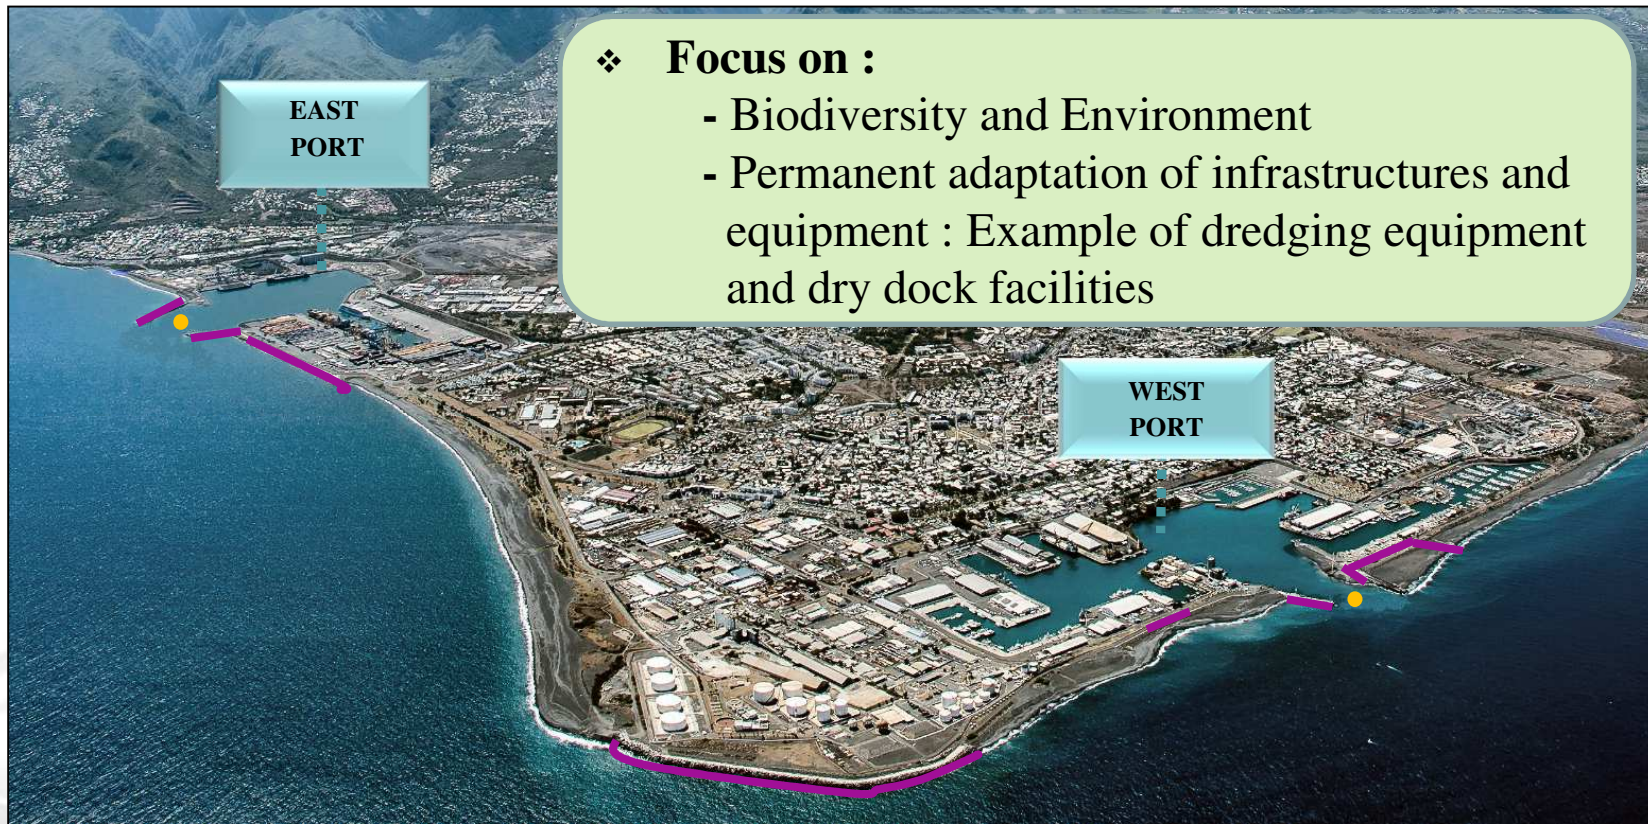 ❖ Focus on :
- Biodiversity and Environment
- Permanent adaptation of infrastructures and
equipment : Example of dredging equipment
and dry dock facilities
EAST
PORT
WEST
PORT